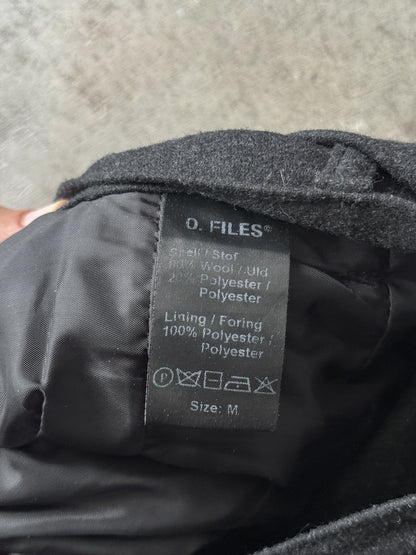 O. FILES©
Shell / Stof
80% Wool / Uld
20% Polyester /
Polyester
Lining / Foring
100% Polyester /
Polyester
P
Size: M